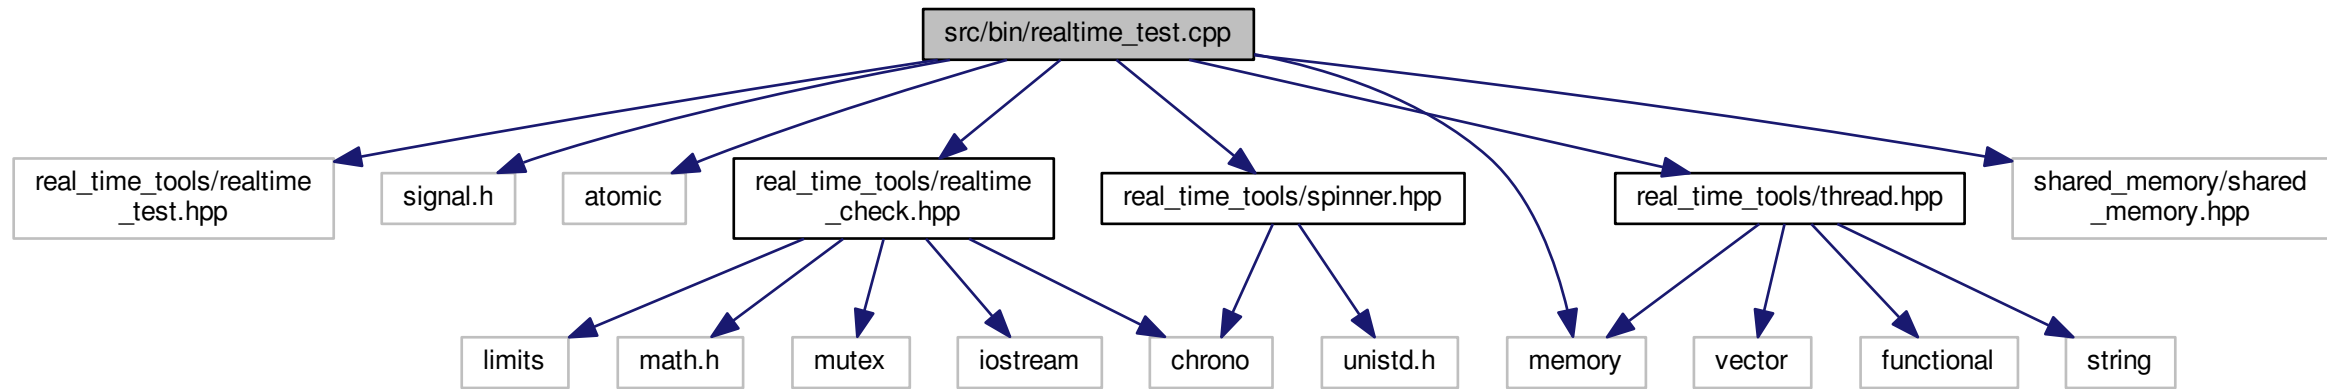 src/bin/realtime_test.cpp
real_time_tools/realtime
_test.hpp
signal.h
atomic
real_time_tools/realtime
_check.hpp
real_time_tools/spinner.hpp
real_time_tools/thread.hpp
shared_memory/shared
_memory.hpp
limits
math.h
mutex
iostream
chrono
unistd.h
memory
vector
functional
string